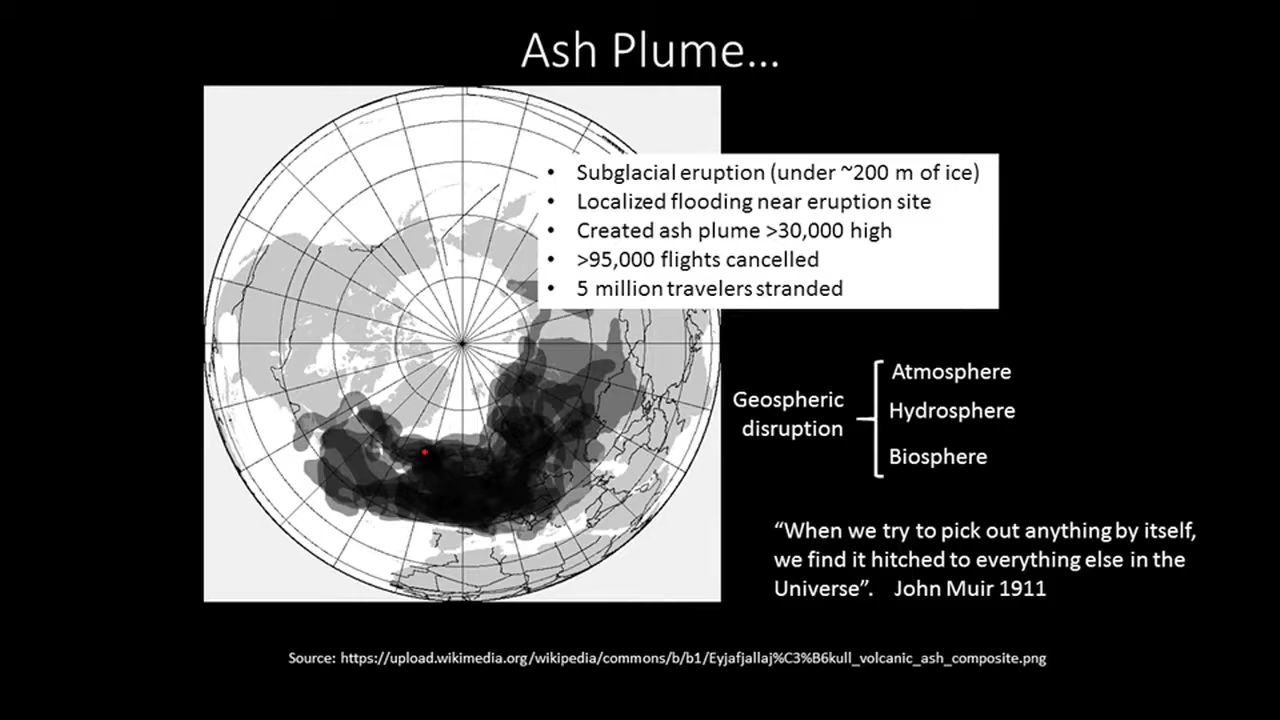 Ash Plume...
• Subglacial eruption (under ~200 m of ice)
• Localized flooding near eruption site
• Created ash plume >30,000 high
• >95,000 flights cancelled
• 5 million travelers stranded
Geospheric
disruption
Atmosphere
Hydrosphere
Biosphere
“When we try to pick out anything by itself,
we find it hitched to everything else in the
Universe”. John Muir 1911
Source: https://upload.wikimedia.org/wikipedia/commons/b/b1/Eyjafjallaj%C3%B6kull_volcanic_ash_composite.png